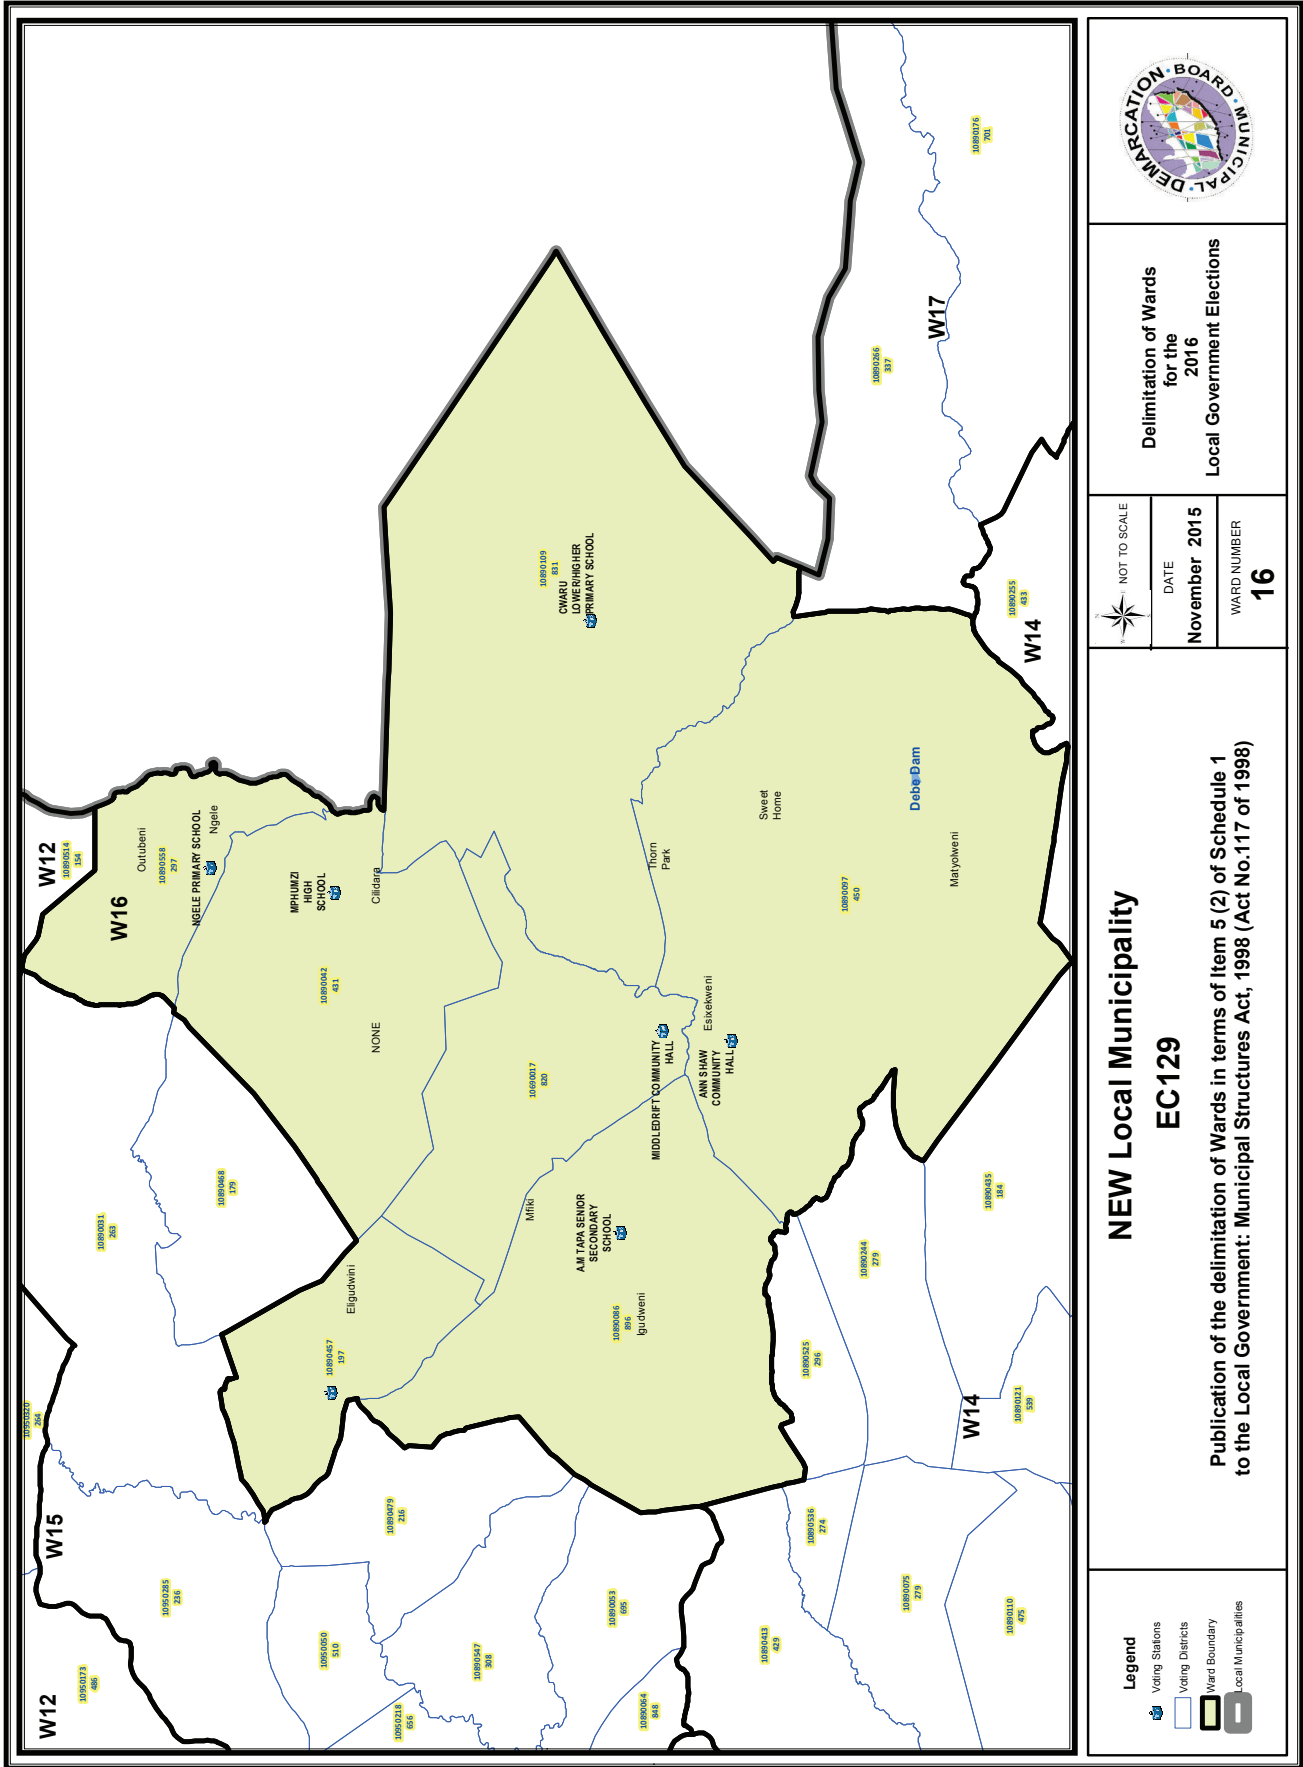 W12
10890514
154
W16
Outubeni
10890558
297
NGELE PRIMARY SCHOOL
Ngele
MPHUMZI
HIGH
SCHOOL
Cilidara
10890042
431
NONE
CWARU
LOWER/HIGHER
PRIMARY SCHOOL
10890109
831
10690017
820
MIDDLEDRIFT COMMUNITY
HALL
ANN SHAW
COMMUNITY
HALL
Esixekweni
Thorn
Park
Sweet
Home
Debe Dam
10890097
450
Matyolweni
Mfiki
A.M TAPA SENIOR
SECONDARY
SCHOOL
10890086
896
Igudweni
Eligudwini
10890457
197
10890031
263
10890468
179
10950320
264
W15
10950285
236
W12
10950173
486
10950050
510
10950218
656
10890479
216
10890547
308
10890053
695
10890064
848
10890413
429
10890536
274
10890075
279
10890110
475
10890525
296
10890244
279
10890435
184
W14
10890121
539
W14
10890255
433
W17
10890266
337
10890176
701
Legend
Voting Stations
Voting Districts
Ward Boundary
Local Municipalities
NEW Local Municipality
EC129
Publication of the delimitation of Wards in terms of Item 5 (2) of Schedule 1
to the Local Government: Municipal Structures Act, 1998 (Act No.117 of 1998)
NOT TO SCALE
DATE
November 2015
WARD NUMBER
16
Delimitation of Wards
for the
2016
Local Government Elections
MUNICIPAL • DEMARCATION • BOARD •